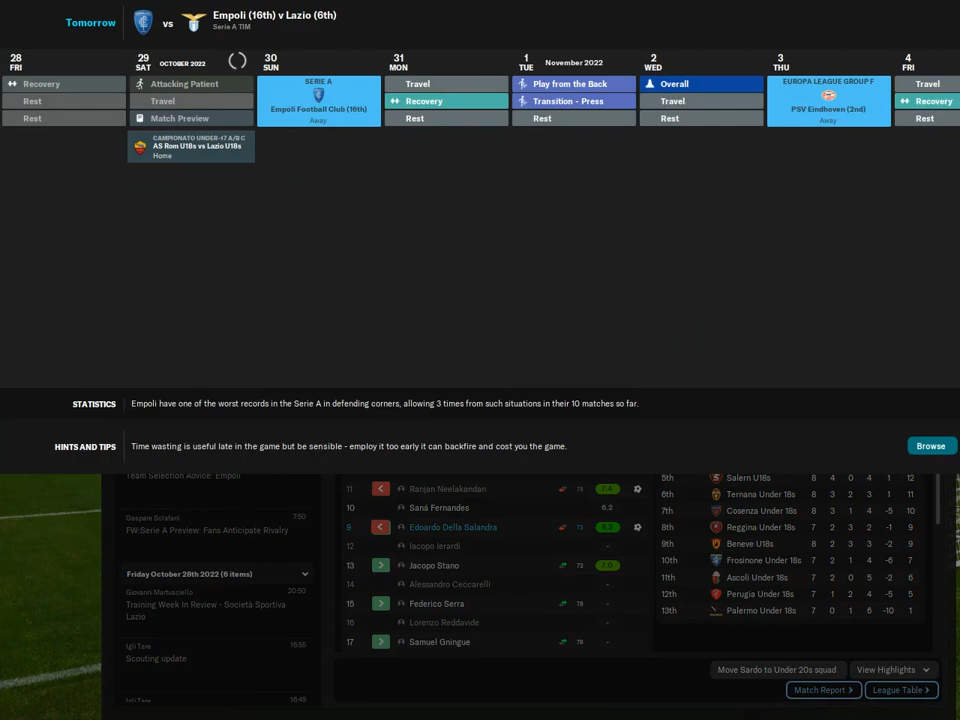 Tomorrow
vs
Empoli (16th) v Lazio (6th)
Serie A TIM
28
FRI
29
SAT
OCTOBER 2022
30
SUN
31
MON
1
TUE
November 2022
2
WED
3
THU
4
FRI
Recovery
Rest
Rest
Attacking Patient
Travel
Match Preview
SERIE A
Empoli Football Club (16th)
Away
Travel
Recovery
Rest
Play from the Back
Transition - Press
Rest
Overall
Travel
Rest
EUROPA LEAGUE GROUP F
PSV Eindhoven (2nd)
Away
Travel
Recovery
Rest
CAMPIONATO UNDER-17 A/B C
AS Rom U18s vs Lazio U18s
Home
STATISTICS
Empoli have one of the worst records in the Serie A in defending corners, allowing 3 times from such situations in their 10 matches so far.
HINTS AND TIPS
Time wasting is useful late in the game but be sensible - employ it too early it can backfire and cost you the game.
Browse
Team Selection Advice: Empoli
Gaspare Sciafani
7:50
FW:Serie A Preview: Fans Anticipate Rivalry
Friday October 28th 2022 (6 items)
Giovanni Martusciello
20:50
Training Week In Review - Società Sportiva
Lazio
Igli Tare
16:55
Scouting update
Igli Tare
16:49
11 Ranjan Neelakandan 78 7.4
10 Saná Fernandes 6.2
9 Edoardo Della Salandra 73
12 Iacopo Ierardi -
13 Jacopo Stano 73 7.0
14 Alessandro Ceccarelli -
15 Federico Serra 78 -
16 Lorenzo Reddavide -
17 Samuel Gningue 78 -
5th Salern U18s 8 4 0 4 1 12
6th Ternana Under 18s 8 3 2 3 1 11
7th Cosenza Under 18s 8 3 1 4 -5 10
8th Reggina Under 18s 7 2 3 2 -1 9
9th Beneve U18s 8 2 3 3 -2 9
10th Frosinone Under 18s 7 2 1 4 -6 7
11th Ascoli Under 18s 7 2 0 5 -2 6
12th Perugia Under 18s 7 1 2 4 -5 5
13th Palermo Under 18s 7 0 1 6 -10 1
Move Sardo to Under 20s squad
View Highlights
Match Report >
League Table >